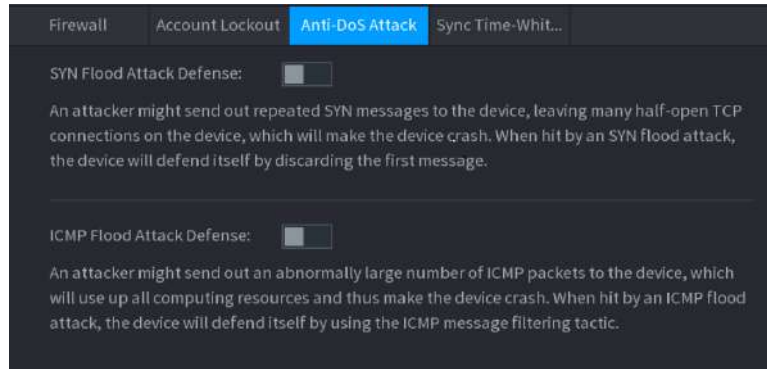 Firewall Account Lockout Anti-DoS Attack Sync Time-Whit...
SYN Flood Attack Defense:
An attacker might send out repeated SYN messages to the device, leaving many half-open TCP
connections on the device, which will make the device crash. When hit by an SYN flood attack,
the device will defend itself by discarding the first message.
ICMP Flood Attack Defense:
An attacker might send out an abnormally large number of ICMP packets to the device, which
will use up all computing resources and thus make the device crash. When hit by an ICMP flood
attack, the device will defend itself by using the ICMP message filtering tactic.